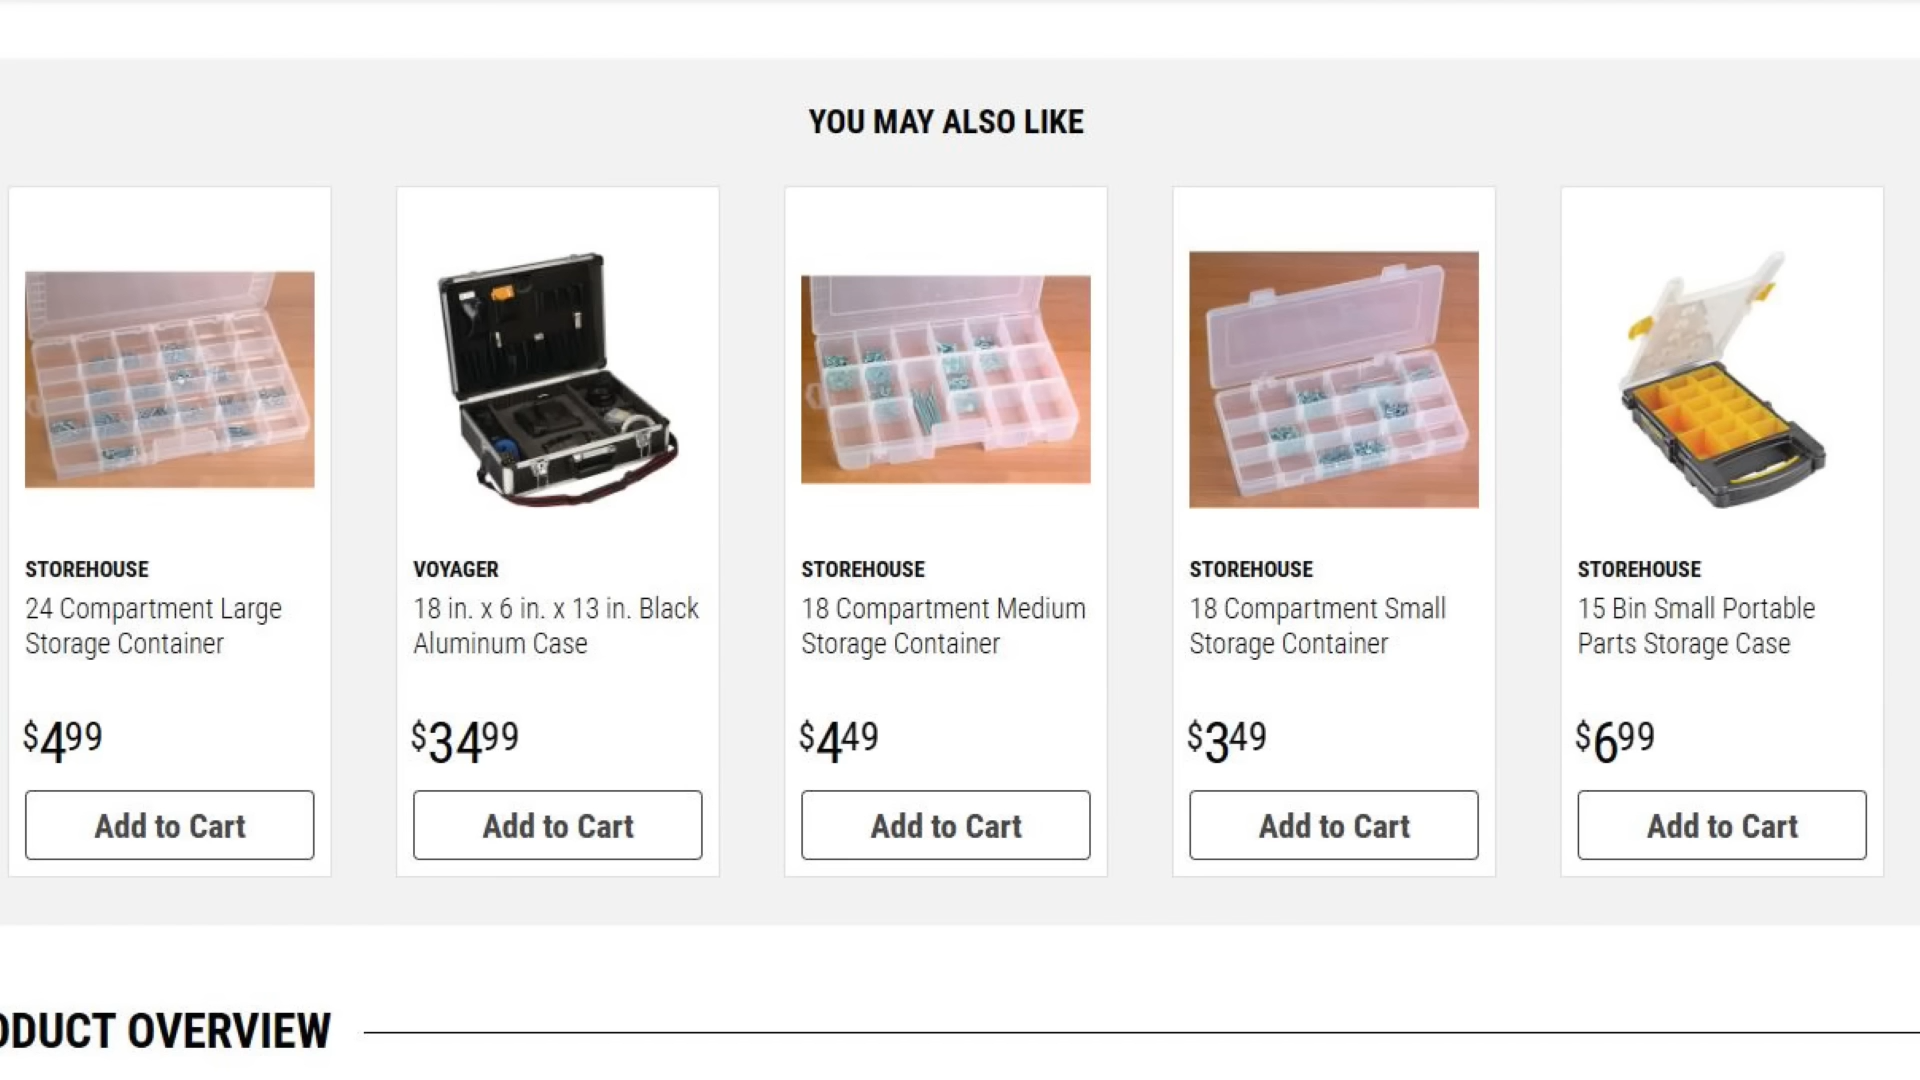 YOU MAY ALSO LIKE
STOREHOUSE
24 Compartment Large
Storage Container
$499
Add to Cart
VOYAGER
18 in. x 6 in. x 13 in. Black
Aluminum Case
$3499
Add to Cart
STOREHOUSE
18 Compartment Medium
Storage Container
$449
Add to Cart
STOREHOUSE
18 Compartment Small
Storage Container
$349
Add to Cart
STOREHOUSE
15 Bin Small Portable
Parts Storage Case
$699
Add to Cart
ODUCT OVERVIEW